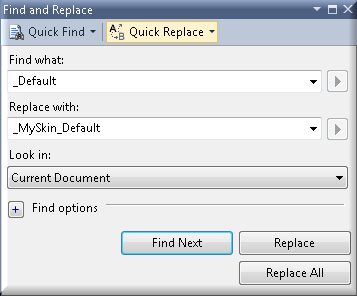 Find and Replace
Quick Find
A B Quick Replace
Find what:
_Default
Replace with:
_MySkin_Default
Look in:
Current Document
+ Find options
Find Next
Replace
Replace All